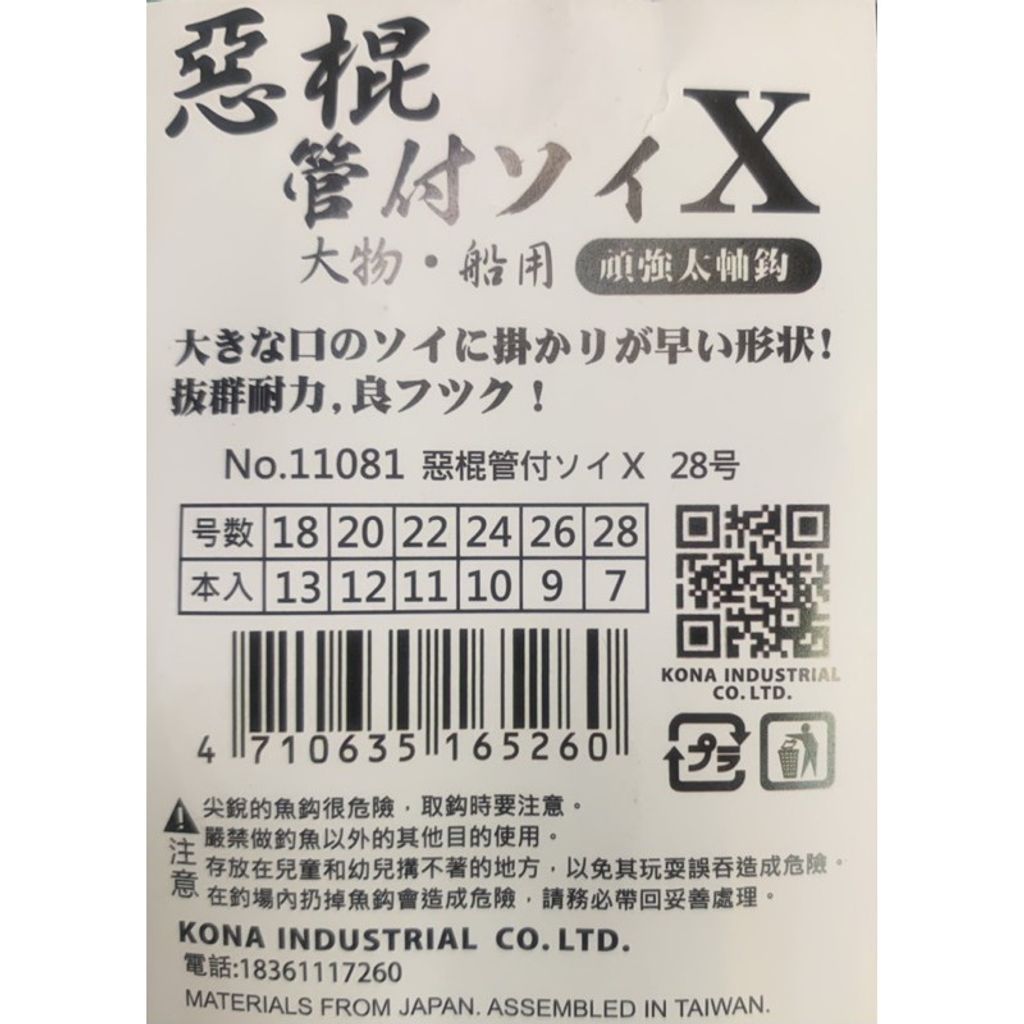 惡棍
管付ソイX
大物・船用 頑強太軸鈎
大きな口のソイに掛かリが早い形状!
抜群耐力,良フツク!
No.11081 惡棍管付ソイX 28号
号数 18 20 22 24 26 28
本入 13 12 11 10 9 7
KONA INDUSTRIAL
CO.LTD.
4 710635 165260
プラ
注意
尖銳的魚鈎很危險，取鈎時要注意。
嚴禁做釣魚以外的其他目的使用。
存放在兒童和幼兒搆不著的地方，以免其玩耍誤吞造成危險。
在釣場內扔掉魚鈎會造成危險，請務必帶回妥善處理。
KONA INDUSTRIAL CO.LTD.
電話:18361117260
MATERIALS FROM JAPAN. ASSEMBLED IN TAIWAN.